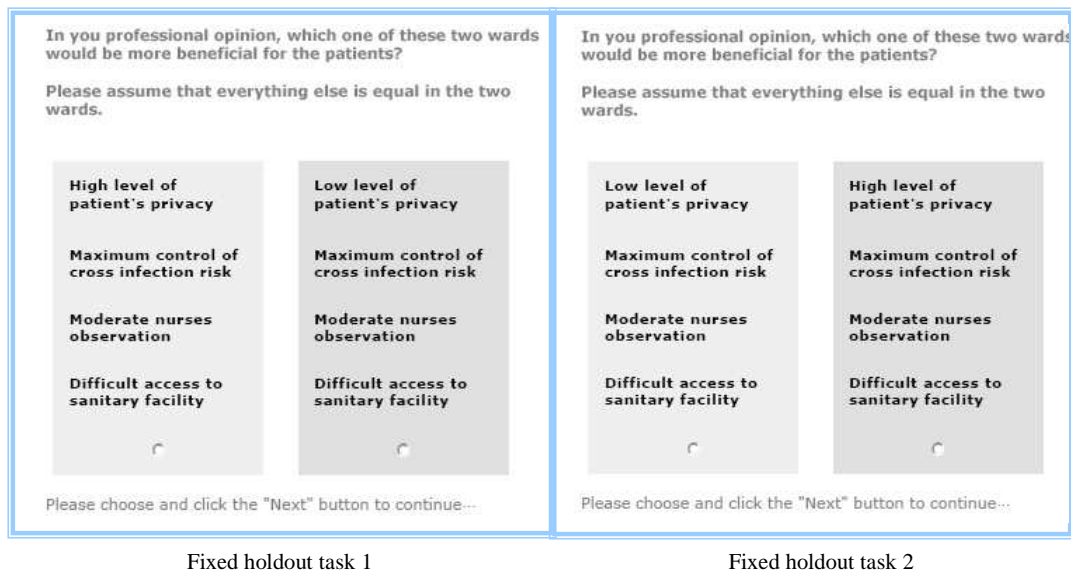 In you professional opinion, which one of these two wards
would be more beneficial for the patients?
Please assume that everything else is equal in the two
wards.
High level of
patient's privacy
Maximum control of
cross infection risk
Moderate nurses
observation
Difficult access to
sanitary facility
Low level of
patient's privacy
Maximum control of
cross infection risk
Moderate nurses
observation
Difficult access to
sanitary facility
Please choose and click the "Next" button to continue...
Fixed holdout task 1
In you professional opinion, which one of these two wards
would be more beneficial for the patients?
Please assume that everything else is equal in the two
wards.
Low level of
patient's privacy
Maximum control of
cross infection risk
Moderate nurses
observation
Difficult access to
sanitary facility
High level of
patient's privacy
Maximum control of
cross infection risk
Moderate nurses
observation
Difficult access to
sanitary facility
Please choose and click the "Next" button to continue...
Fixed holdout task 2